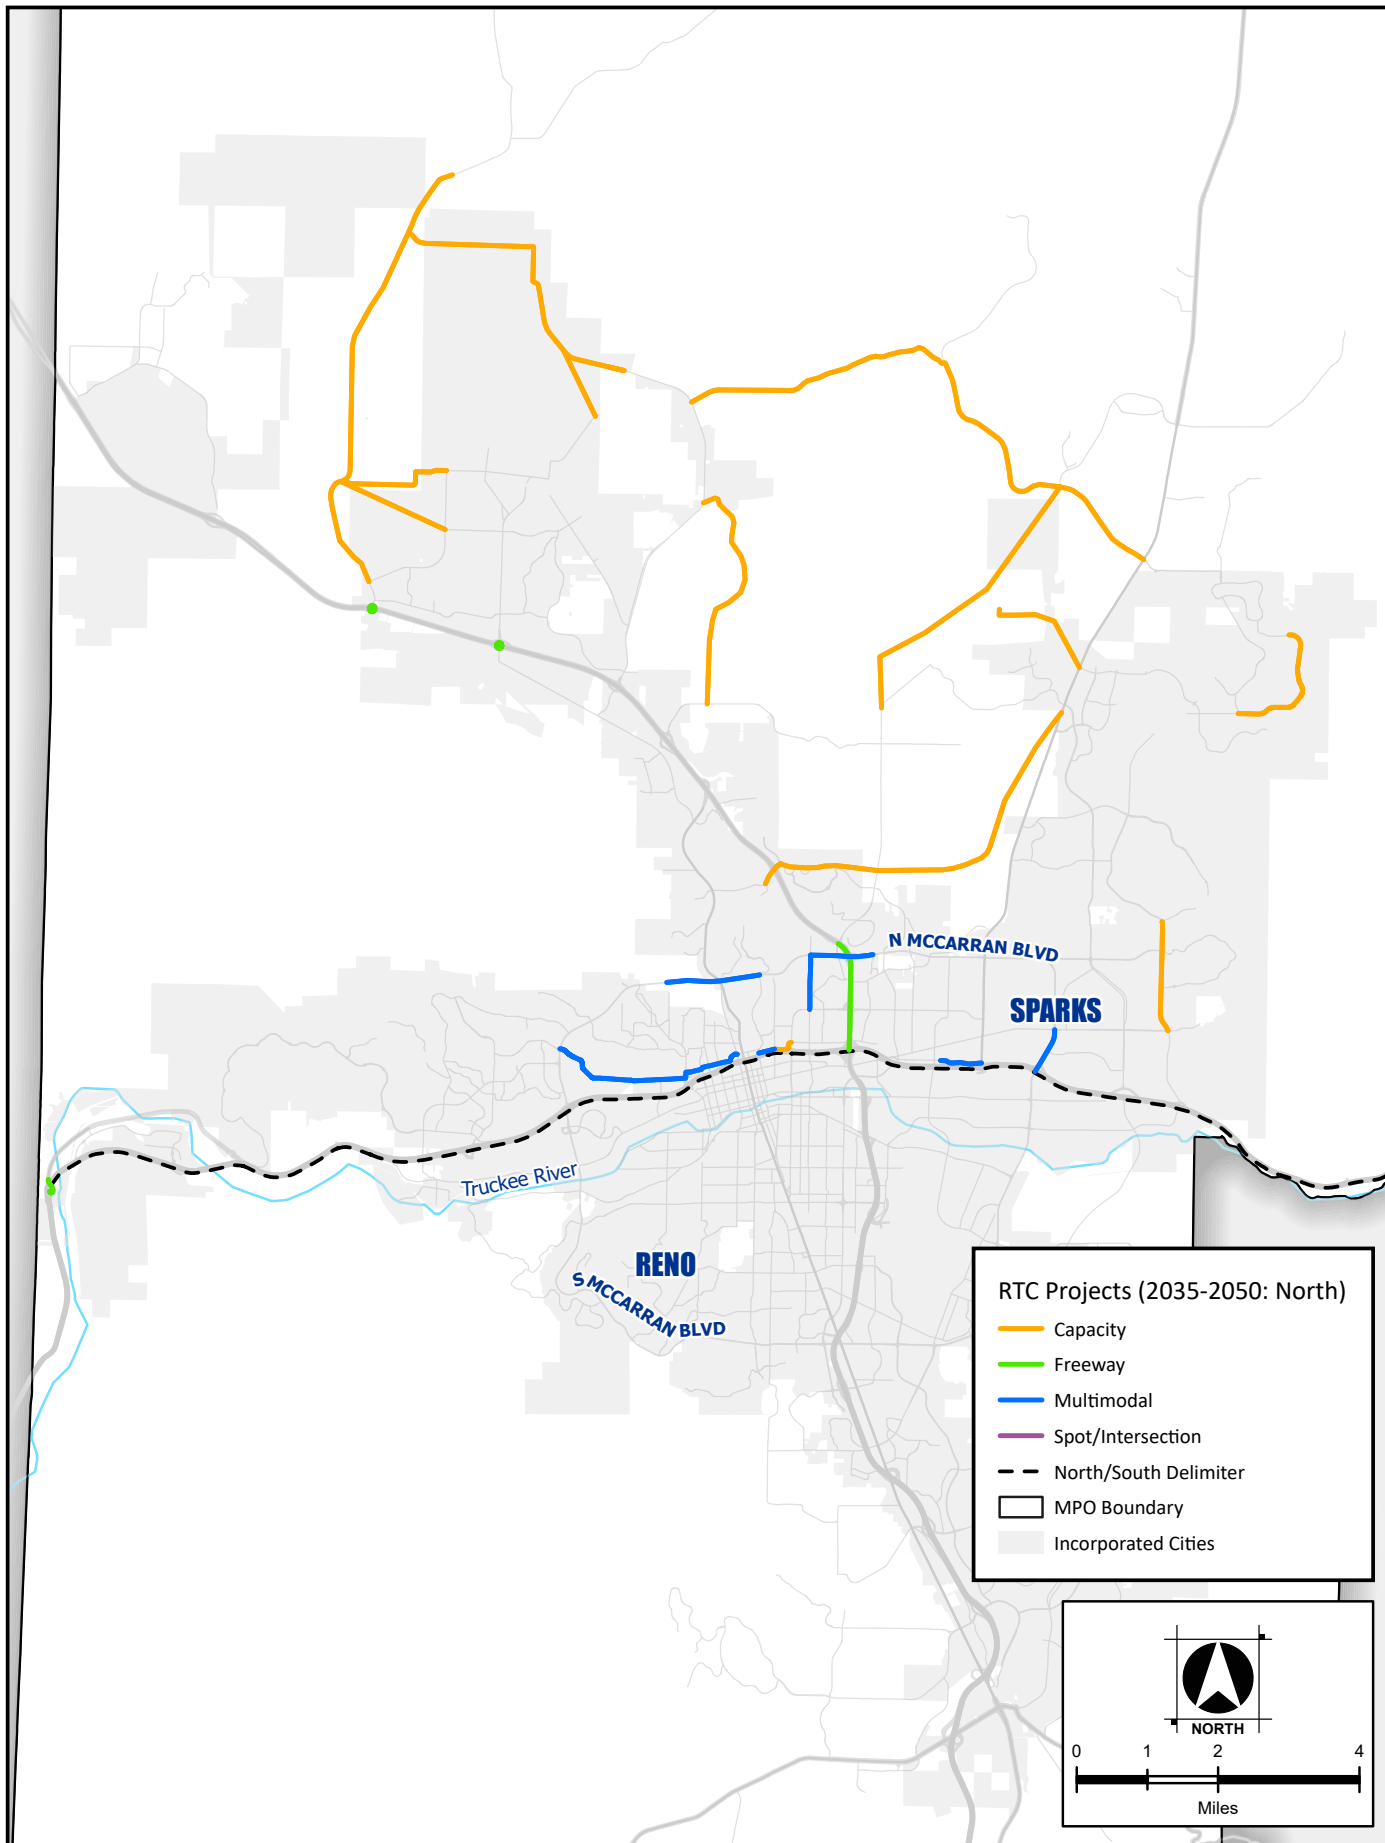 N MCCARRAN BLVD
SPARKS
Truckee River
RENO
S MCCARRAN BLVD
RTC Projects (2035-2050: North)
Capacity
Freeway
Multimodal
Spot/Intersection
North/South Delimiter
MPO Boundary
Incorporated Cities
NORTH
0 1 2 4
Miles